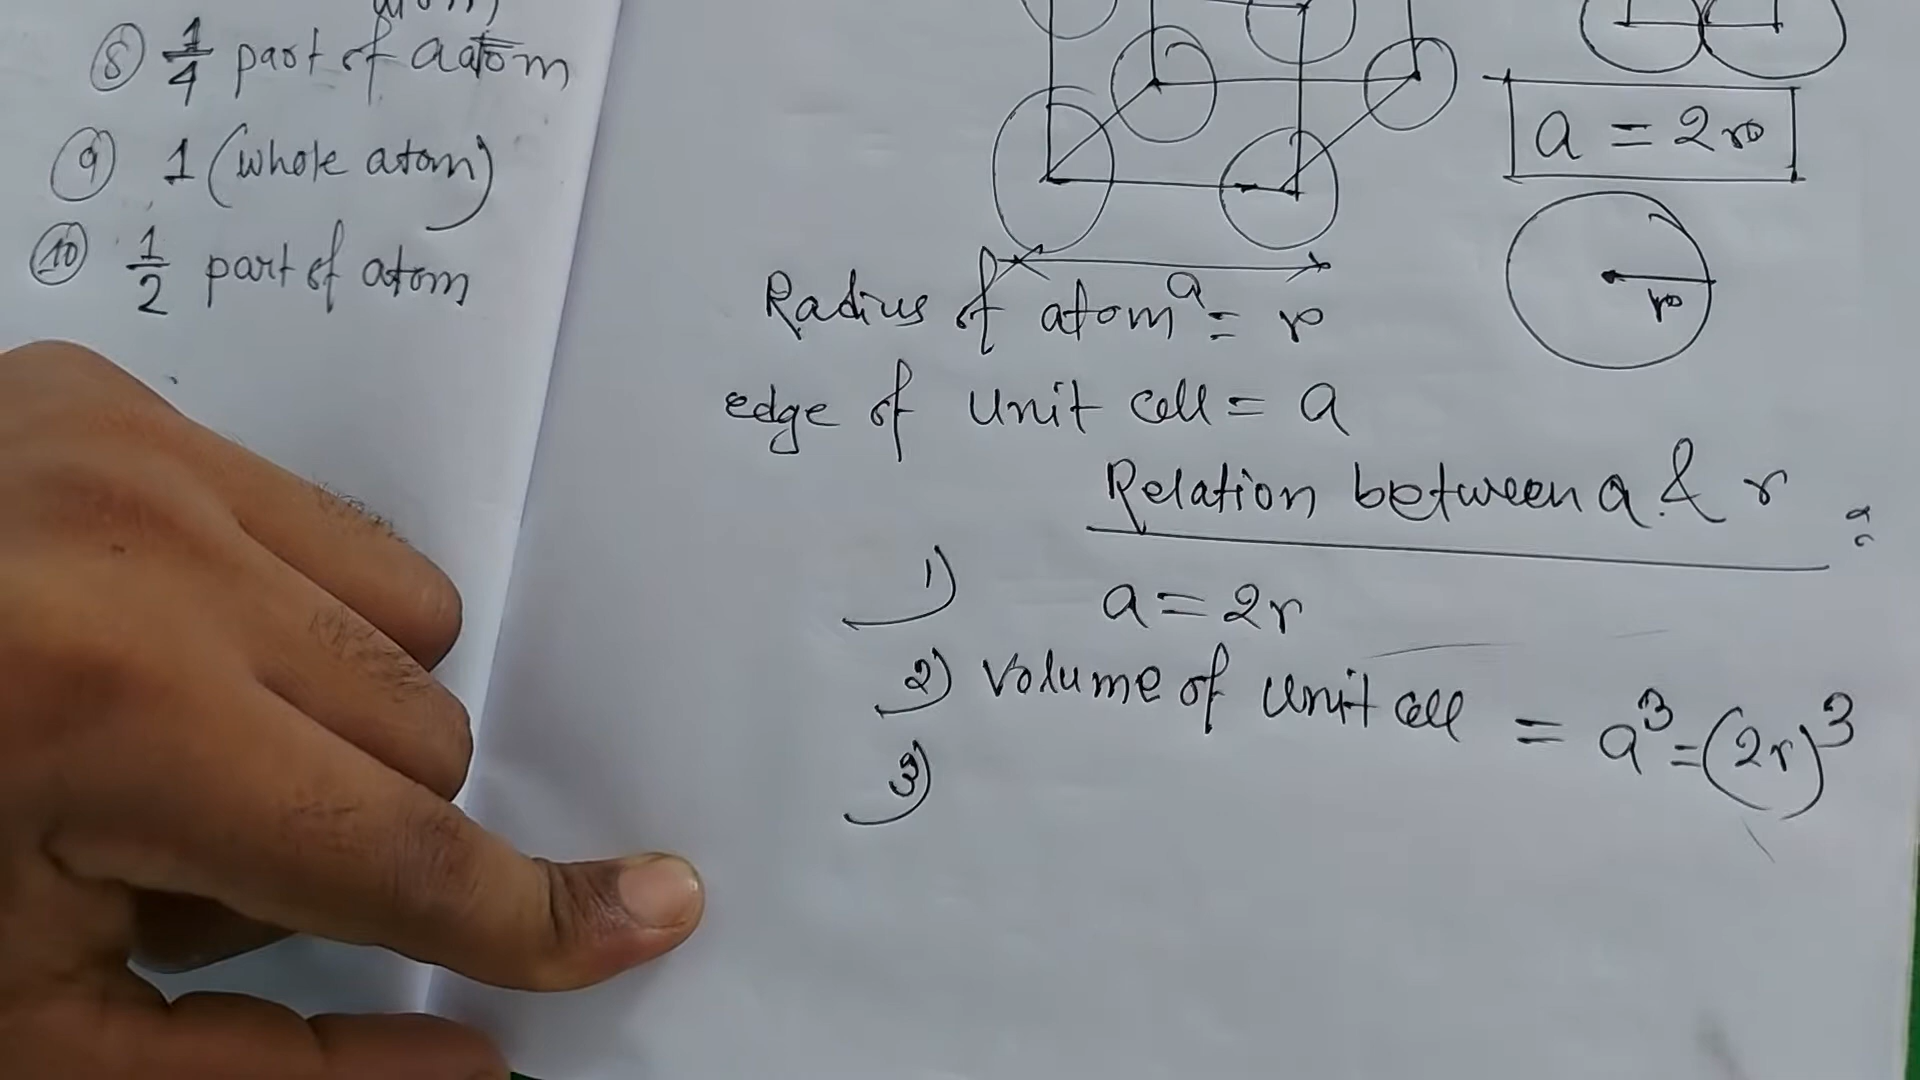 ⑧ 1/4 part of a atom
⑨ 1 (whole atom)
⑩ 1/2 part of atom
a = 2r
r
a
Radius of atom = r
edge of unit cell = a
Relation between a & r :
1) a = 2r
2) Volume of unit cell = a³ = (2r)³
3)